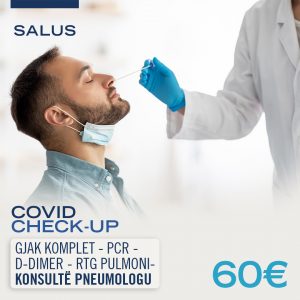 SALUS
COVID
CHECK-UP
GJAK KOMPLET - PCR -
D-DIMER - RTG PULMONI-
KONSULTË PNEUMOLOGU
60€